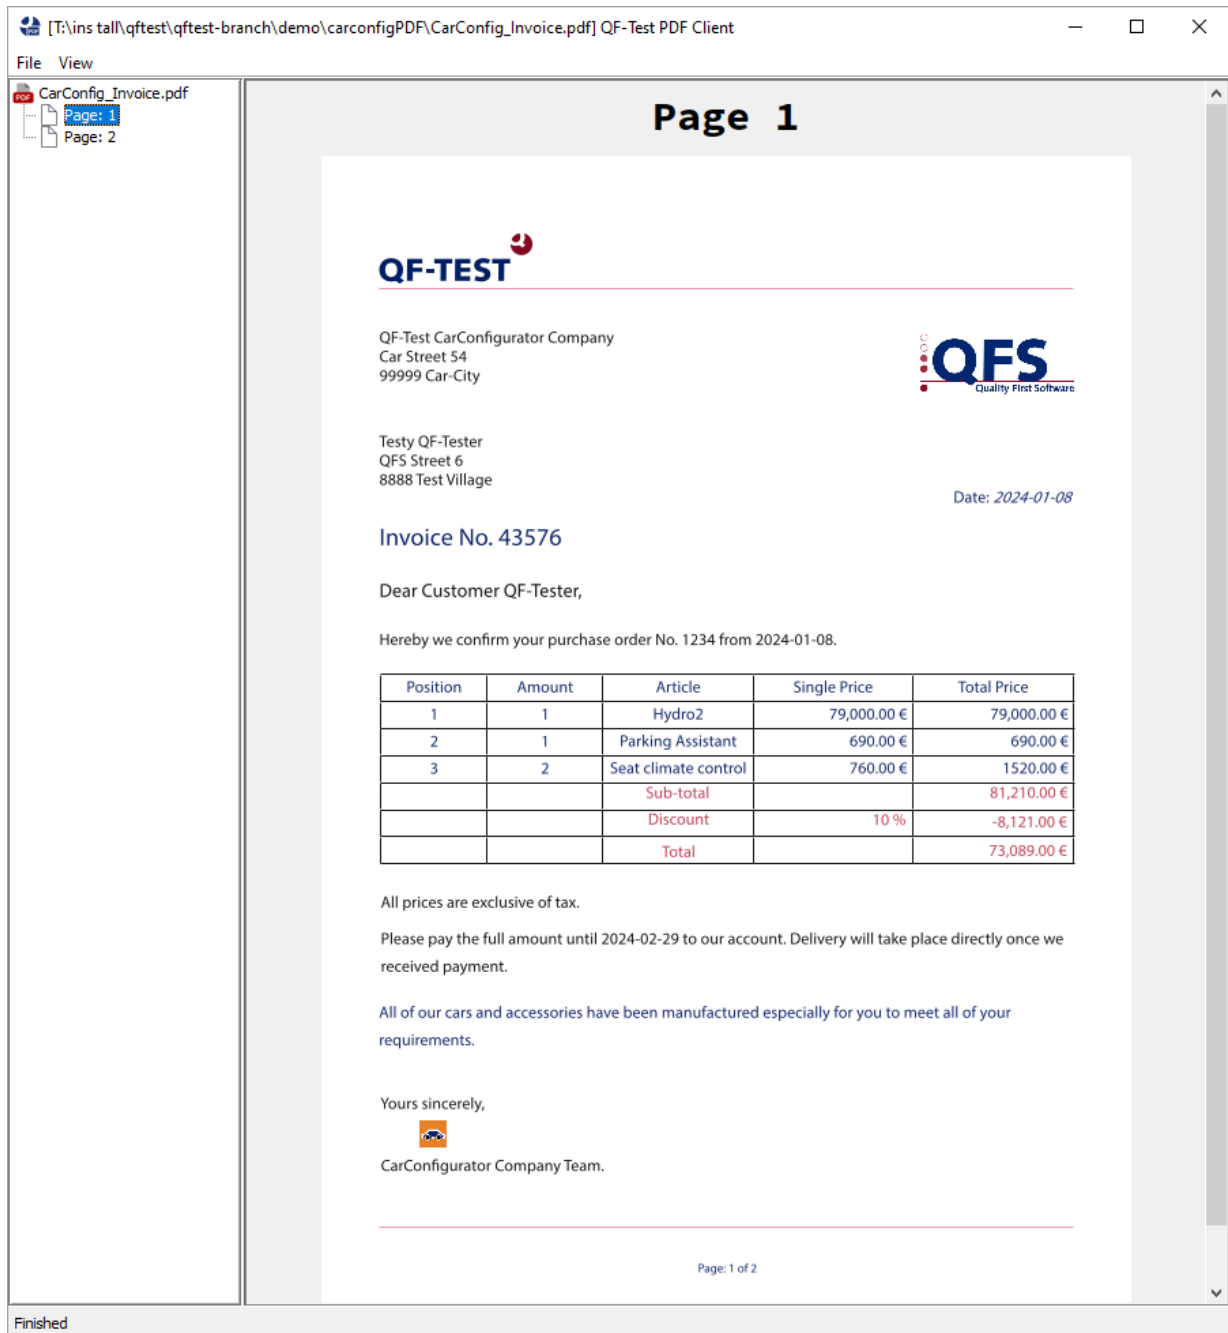 [T:\ins tall\qftest\qftest-branch\demo\carconfigPDF\CarConfig_Invoice.pdf] QF-Test PDF Client
File View
CarConfig_Invoice.pdf
Page: 1
Page: 2
Page 1
QF-TEST
QF-Test CarConfigurator Company
Car Street 54
99999 Car-City
QFS
Quality First Software
Testy QF-Tester
QFS Street 6
8888 Test Village
Date: 2024-01-08
Invoice No. 43576
Dear Customer QF-Tester,
Hereby we confirm your purchase order No. 1234 from 2024-01-08.
Position Amount Article Single Price Total Price
1 1 Hydro2 79,000.00 € 79,000.00 €
2 1 Parking Assistant 690.00 € 690.00 €
3 2 Seat climate control 760.00 € 1520.00 €
Sub-total 81,210.00 €
Discount 10 % -8,121.00 €
Total 73,089.00 €
All prices are exclusive of tax.
Please pay the full amount until 2024-02-29 to our account. Delivery will take place directly once we
received payment.
All of our cars and accessories have been manufactured especially for you to meet all of your
requirements.
Yours sincerely,
CarConfigurator Company Team.
Page: 1 of 2
Finished